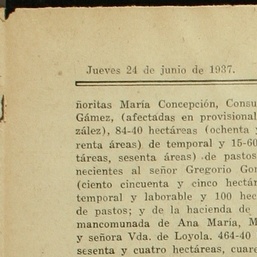 Jueves 24 de junio de 1937.
ñoritas María Concepción, Consu
Gámez, (afectadas en provisional
zález), 84-40 hectáreas (ochenta y
renta áreas) de temporal y 15-60
táreas, sesenta áreas) de pastos
necientes al señor Gregorio Gon
(ciento cincuenta y cinco hectár
temporal y laborable y 100 hec
de pastos; y de la hacienda de
mancomunada de Ana María, M
y señora Vda. de Loyola. 464-40
sesenta y cuatro hectáreas, cuare